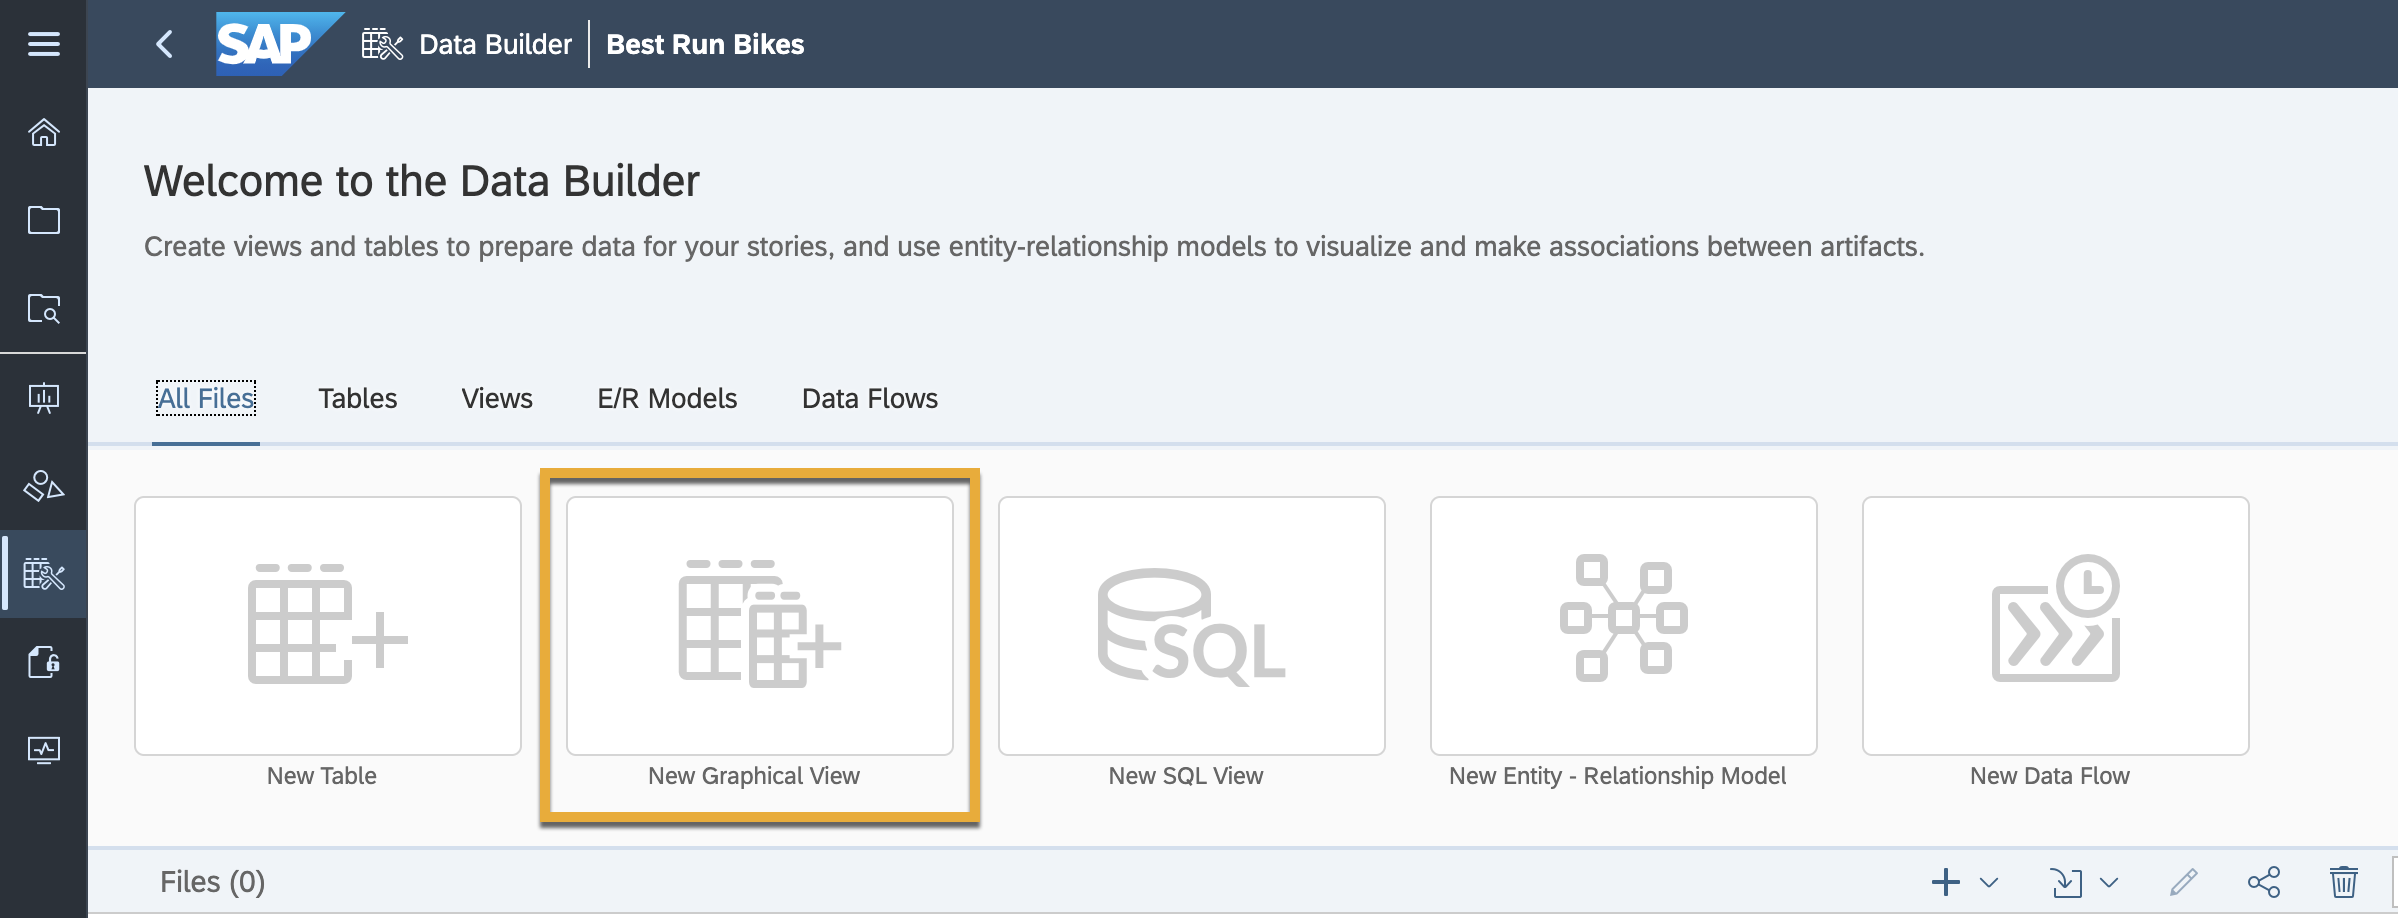 SAP Data Builder Best Run Bikes
Welcome to the Data Builder
Create views and tables to prepare data for your stories, and use entity-relationship models to visualize and make associations between artifacts.
All Files Tables Views E/R Models Data Flows
SQL
New Table New Graphical View New SQL View New Entity - Relationship Model New Data Flow
Files (0)